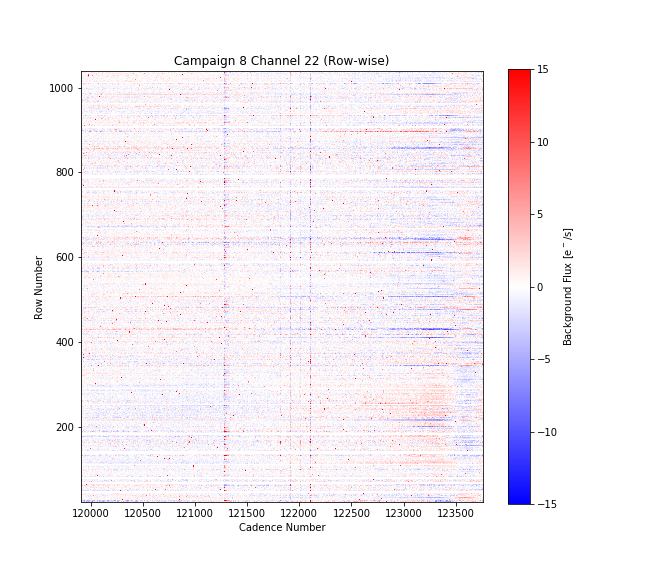 Campaign 8 Channel 22 (Row-wise)
1000
800
600
400
200
Row Number
120000 120500 121000 121500 122000 122500 123000 123500
Cadence Number
15
10
5
0
−5
−10
−15
Background Flux [e⁻/s]